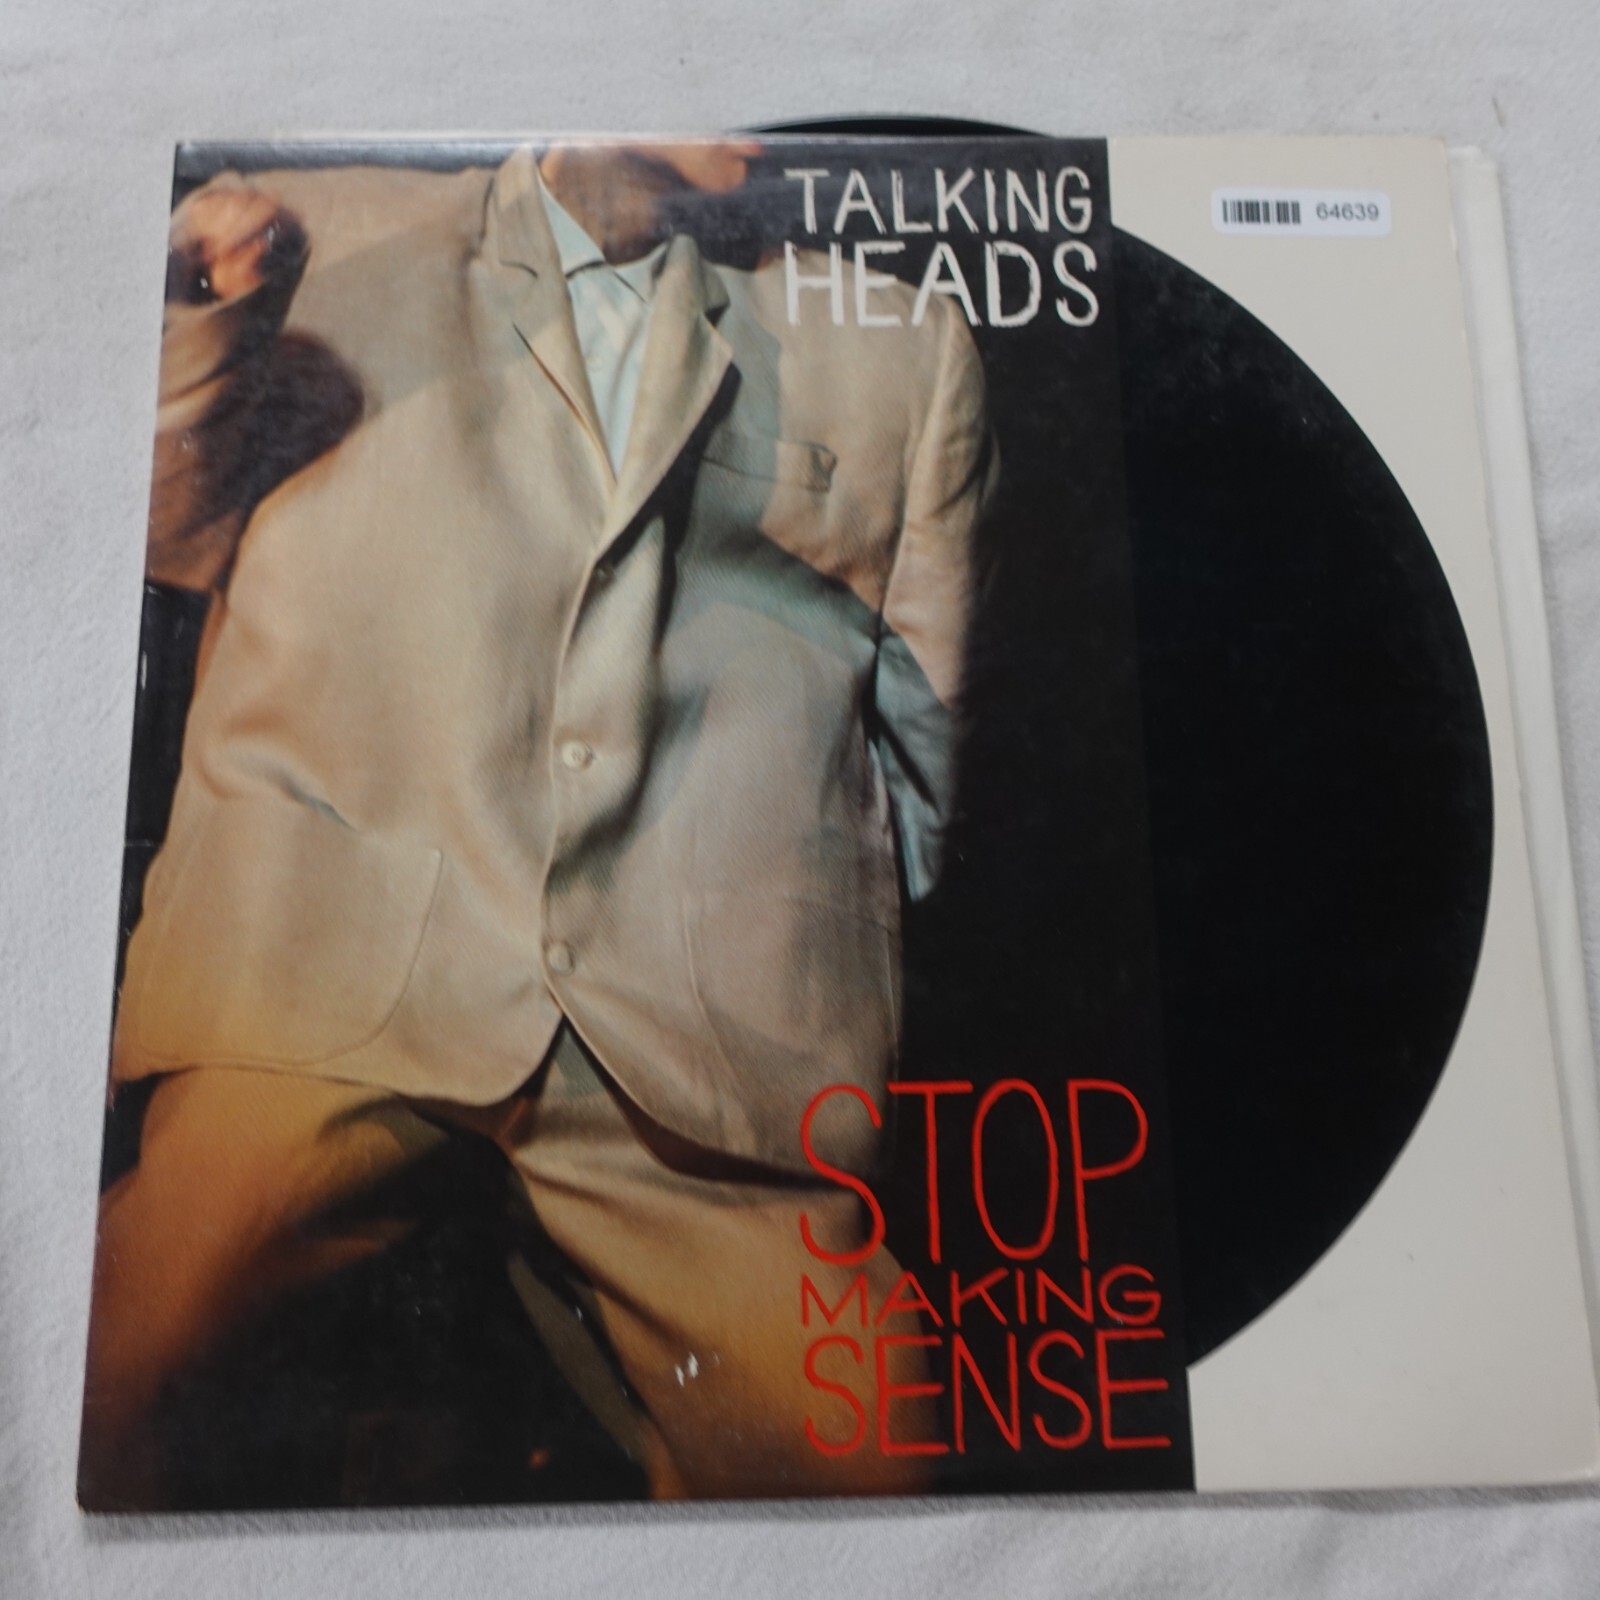 TALKING
HEADS
64639
STOP
MAKING
SENSE